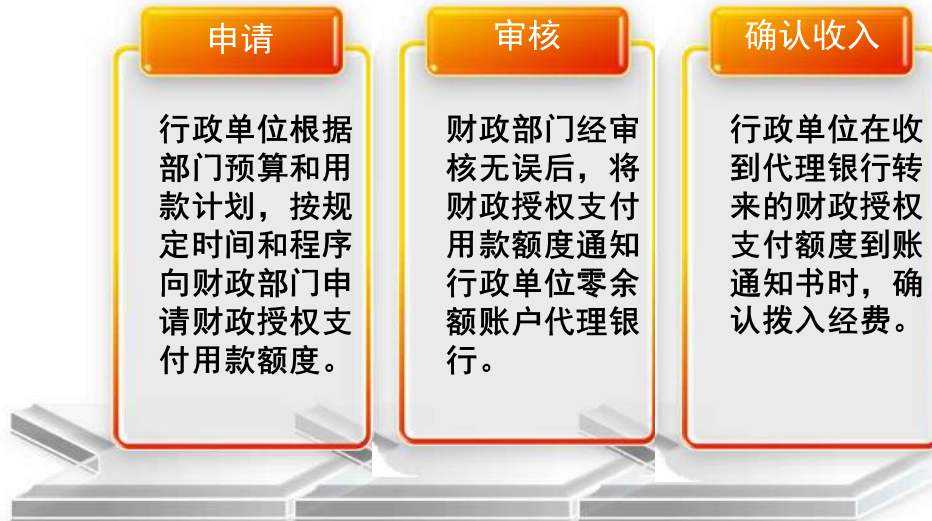 申请
行政单位根据
部门预算和用
款计划，按规
定时间和程序
向财政部门申
请财政授权支
付用款额度。
审核
财政部门经审
核无误后，将
财政授权支付
用款额度通知
行政单位零余
额账户代理银
行。
确认收入
行政单位在收
到代理银行转
来的财政授权
支付额度到账
通知书时，确
认拨入经费。